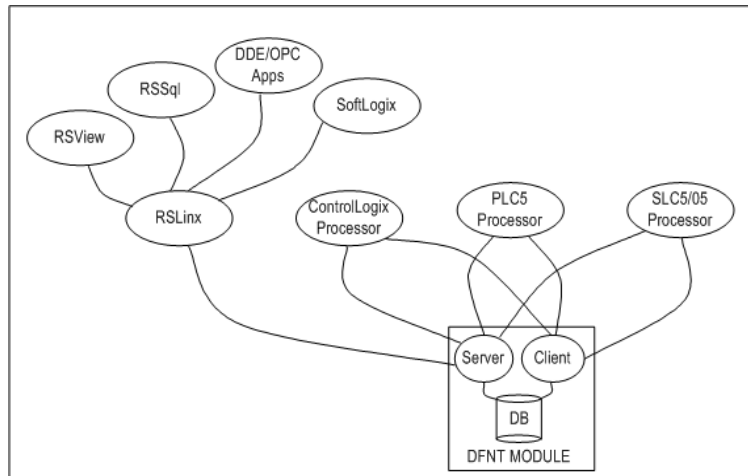 DDE/OPC
Apps
RSSql
SoftLogix
RSView
RSLinx
ControlLogix
Processor
PLC5
Processor
SLC5/05
Processor
Server
Client
DB
DFNT MODULE